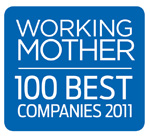 WORKING
MOTHER
100 BEST
COMPANIES 2011